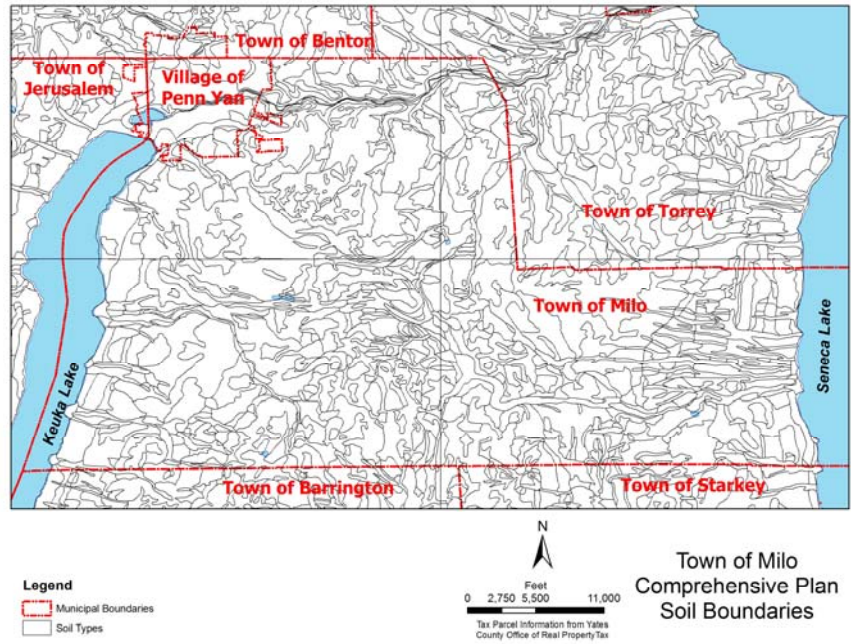 Town of Benton
Town of
Jerusalem
Village of
Penn Yan
Town of Torrey
Town of Milo
Keuka Lake
Seneca Lake
Town of Barrington
Town of Starkey
N
Feet
0 2,750 5,500 11,000
Tax Parcel Information from Yates
County Office of Real PropertyTax
Town of Milo
Comprehensive Plan
Soil Boundaries
Legend
Municipal Boundaries
Soil Types